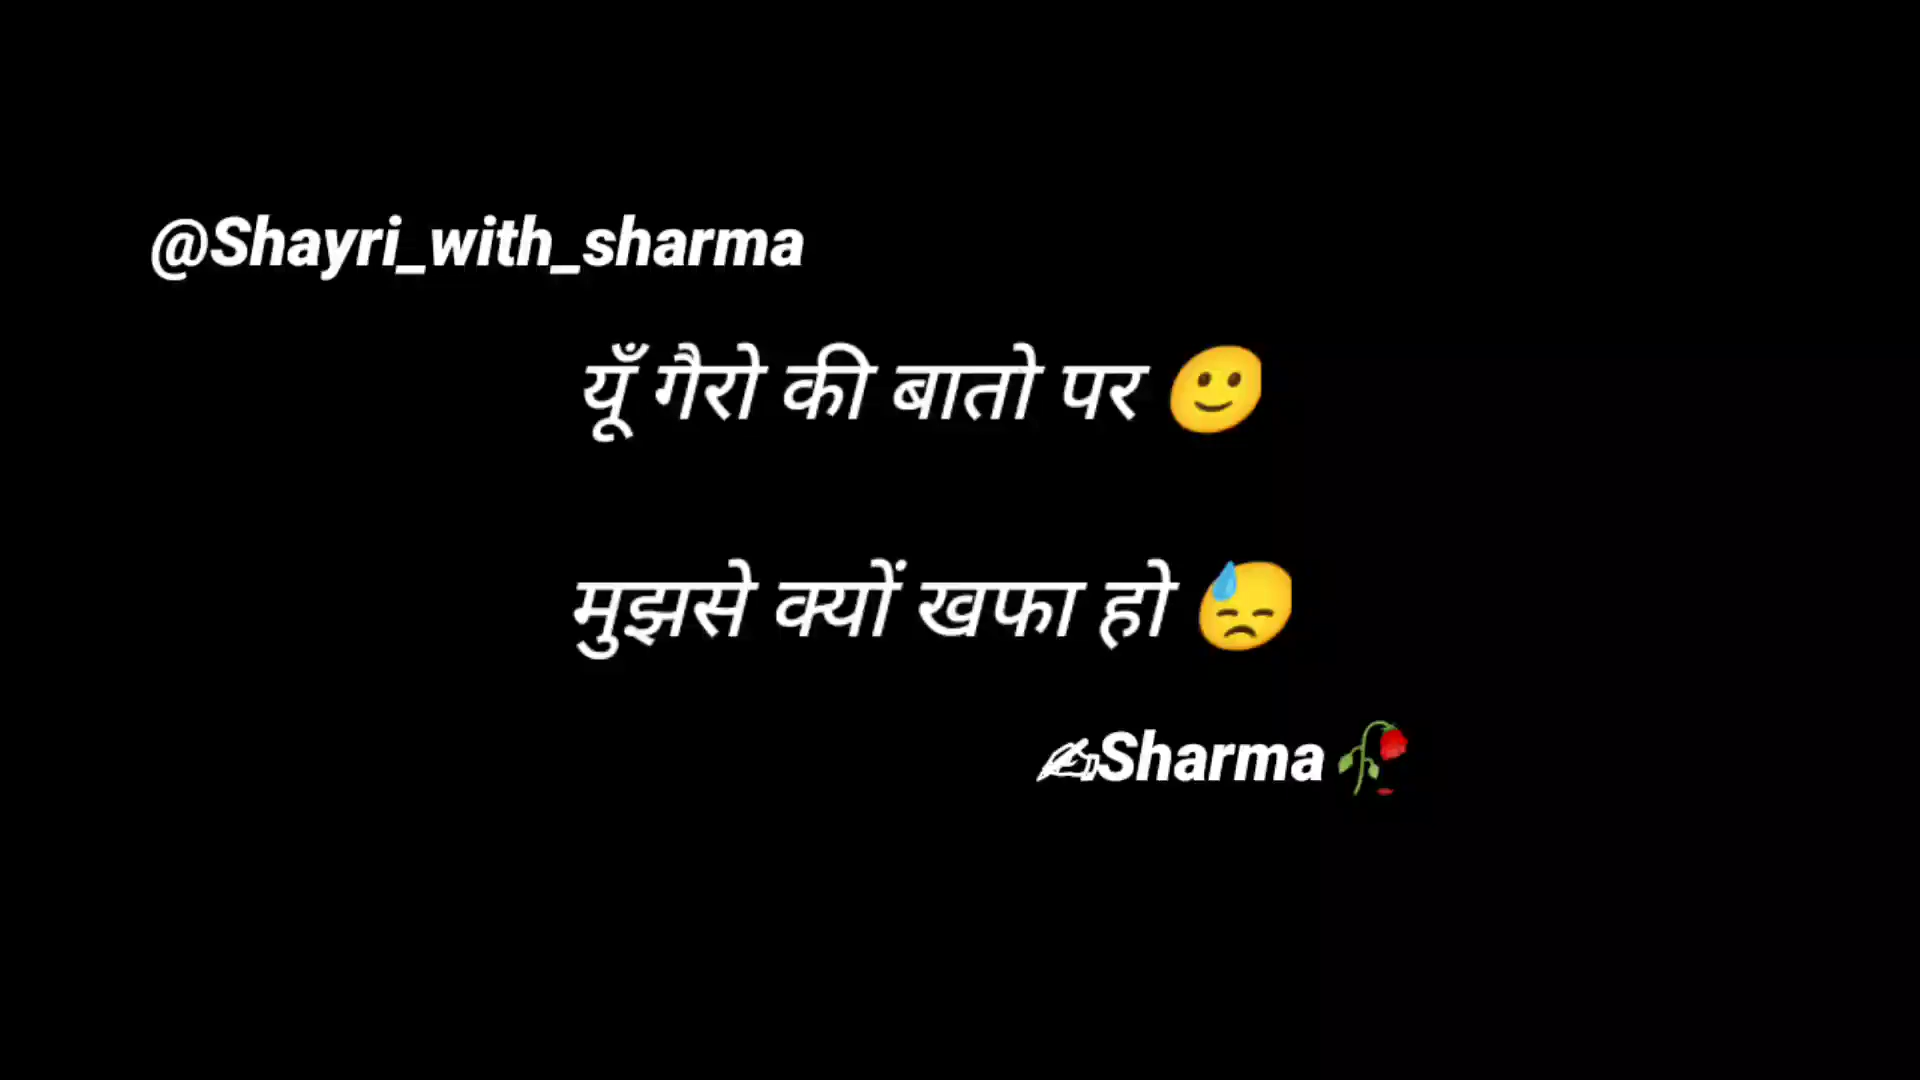 @Shayri_with_sharma
यूँ गैरो की बातो पर 🙂
मुझसे क्यों खफा हो 😓
✍Sharma🥀